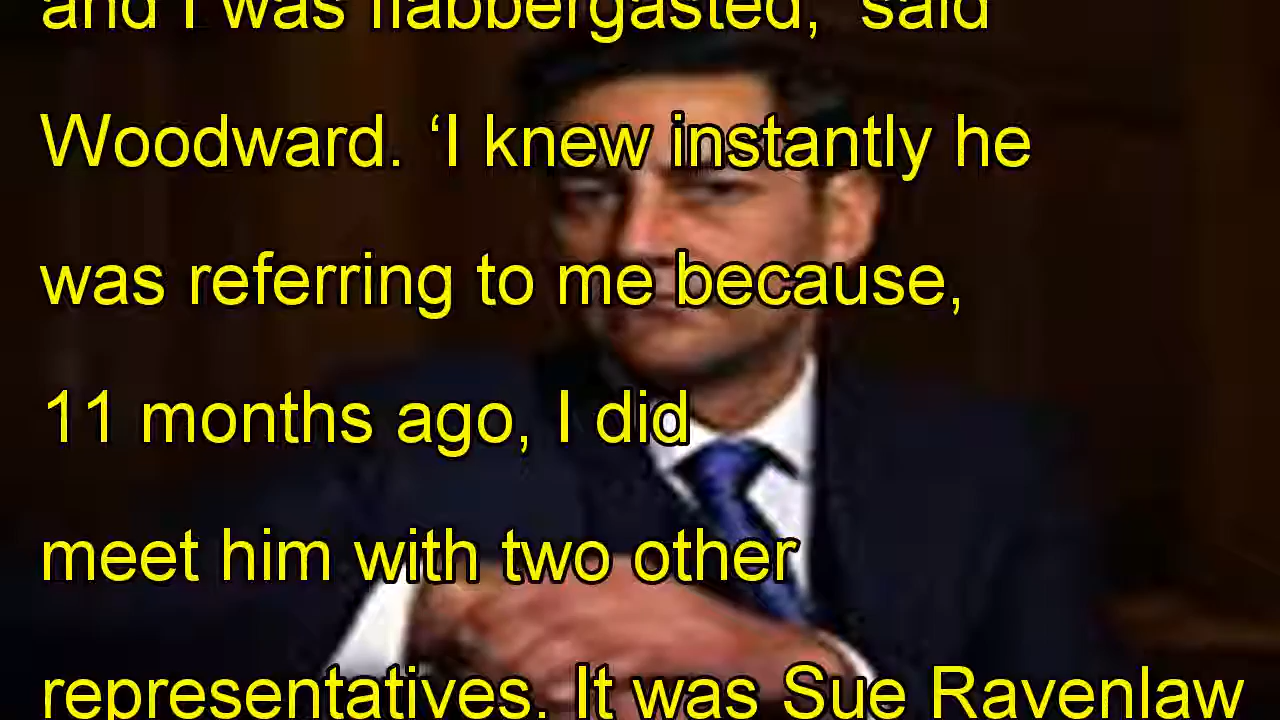 and I was flabbergasted,’ said
Woodward. ‘I knew instantly he
was referring to me because,
11 months ago, I did
meet him with two other
representatives. It was Sue Ravenlaw